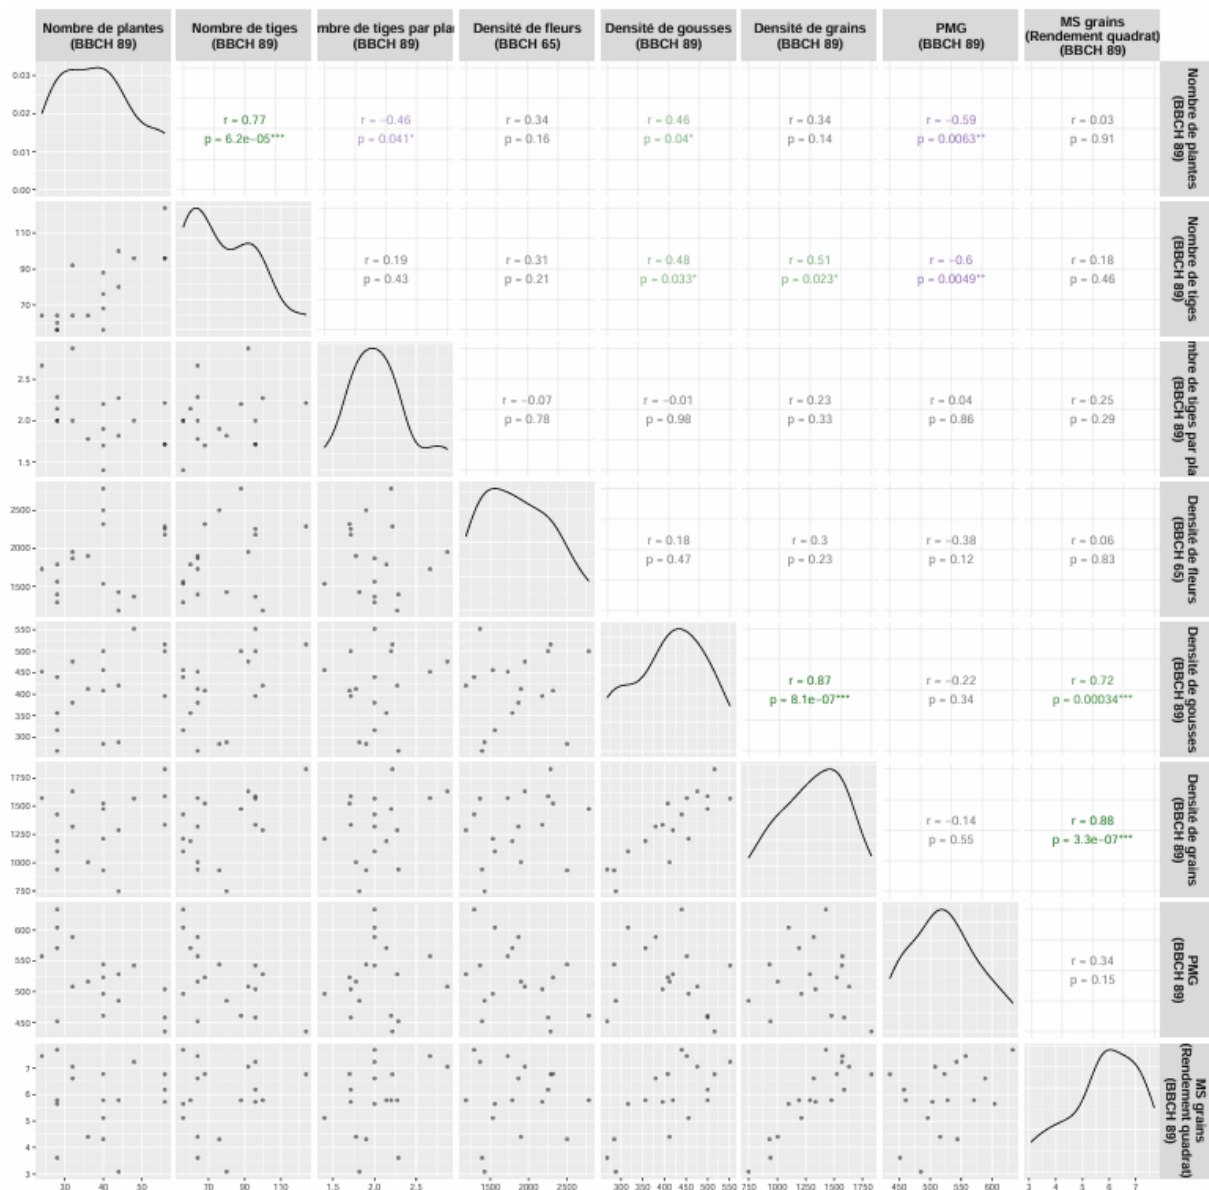 Nombre de plantes
(BBCH 89)
Nombre de tiges
(BBCH 89)
mbre de tiges par plan
(BBCH 89)
Densité de fleurs
(BBCH 65)
Densité de gousses
(BBCH 89)
Densité de grains
(BBCH 89)
PMG
(BBCH 89)
MS grains
(Rendement quadrat)
(BBCH 89)
0.03
0.02
0.01
0.00
r = 0.77
p = 6.2e−05***
r = −0.46
p = 0.041*
r = 0.34
p = 0.16
r = 0.46
p = 0.04*
r = 0.34
p = 0.14
r = −0.59
p = 0.0063**
r = 0.03
p = 0.91
Nombre de plantes
(BBCH 89)
110
90
70
r = 0.19
p = 0.43
r = 0.31
p = 0.21
r = 0.48
p = 0.033*
r = 0.51
p = 0.023*
r = −0.6
p = 0.0049**
r = 0.18
p = 0.46
Nombre de tiges
(BBCH 89)
2.5
2.0
1.5
r = −0.07
p = 0.78
r = −0.01
p = 0.98
r = 0.23
p = 0.33
r = 0.04
p = 0.86
r = 0.25
p = 0.29
mbre de tiges par pla
(BBCH 89)
2500
2000
1500
r = 0.18
p = 0.47
r = 0.3
p = 0.23
r = −0.38
p = 0.12
r = 0.06
p = 0.83
Densité de fleurs
(BBCH 65)
550
500
450
400
350
300
r = 0.87
p = 8.1e−07***
r = −0.22
p = 0.34
r = 0.72
p = 0.00034***
Densité de gousses
(BBCH 89)
1750
1500
1250
1000
750
r = −0.14
p = 0.55
r = 0.88
p = 3.3e−07***
Densité de grains
(BBCH 89)
600
550
500
450
r = 0.34
p = 0.15
PMG
(BBCH 89)
7
6
5
4
3
MS grains
(Rendement quadrat)
(BBCH 89)
30 40 50
70 90 110
1.5 2.0 2.5
1500 2000 2500
300 350 400 450 500 550
750 1000 1250 1500 1750
450 500 550 600
3 4 5 6 7